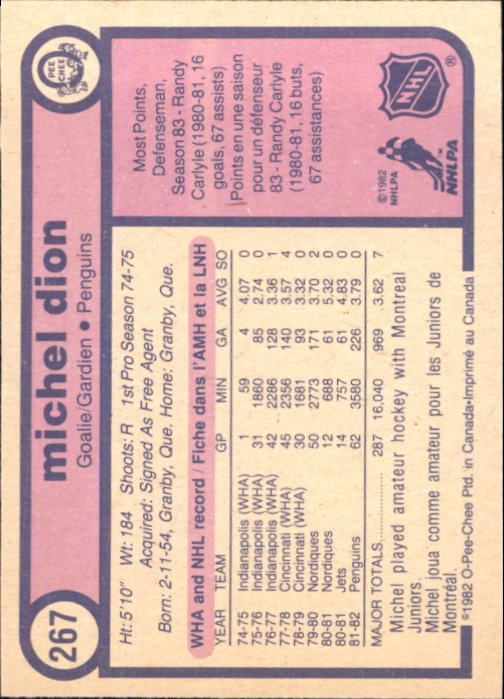 267
michel dion
Goalie/Gardien • Penguins
O PEE CHEE
Ht: 5'10" Wt: 184 Shoots: R 1st Pro Season 74-75
Acquired: Signed As Free Agent
Born: 2-11-54, Granby, Que. Home: Granby, Que.
WHA and NHL record / Fiche dans l'AMH et la LNH
YEAR TEAM GP MIN GA AVG SO
74-75 Indianapolis (WHA) 1 59 4 4.07 0
75-76 Indianapolis (WHA) 31 1860 85 2.74 0
76-77 Indianapolis (WHA) 42 2286 128 3.36 1
77-78 Cincinnati (WHA) 45 2356 140 3.57 4
78-79 Cincinnati (WHA) 30 1681 93 3.32 0
79-80 Nordiques 50 2773 171 3.70 2
80-81 Nordiques 12 688 61 5.32 0
80-81 Jets 14 757 61 4.83 0
81-82 Penguins 62 3580 226 3.79 0
MAJOR TOTALS 287 16,040 969 3.62 7
Michel played amateur hockey with Montreal
Juniors.
Michel joua comme amateur pour les Juniors de
Montréal.
©1982 O-Pee-Chee Ptd. in Canada•Imprimé au Canada
Most Points,
Defenseman,
Season 83 - Randy
Carlyle (1980-81, 16
goals, 67 assists)
Points en une saison
pour un défenseur
83 - Randy Carlyle
(1980-81, 16 buts,
67 assistances)
©1982
NHLPA
NHLPA™
NHL®